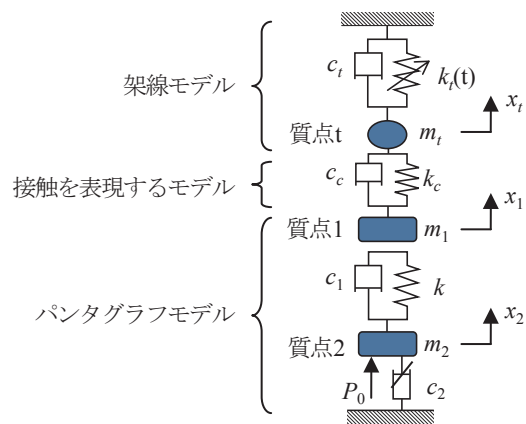 架線モデル
c_t
k_t(t)
質点t
m_t
x_t
接触を表現するモデル
c_c
k_c
x_1
質点1
m_1
パンタグラフモデル
c_1
k
x_2
質点2
m_2
P_0
c_2